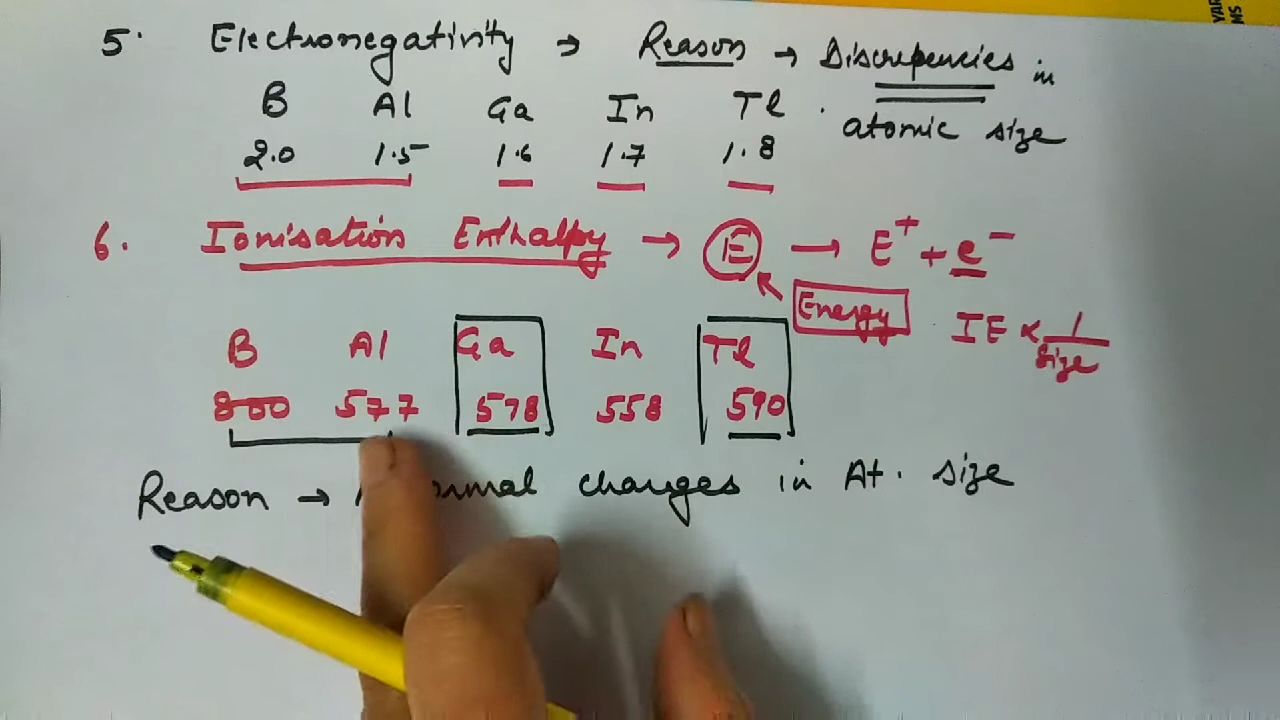 5. Electronegativity → Reason → Discrepencies in
atomic size
B Al Ga In Tl .
2.0 1.5 1.6 1.7 1.8
6. Ionisation Enthalpy → E → E⁺ + e⁻
Energy
IE ∝ 1/size
B Al Ga In Tl
800 577 578 558 590
Reason → changes in At. size
YAR
MS